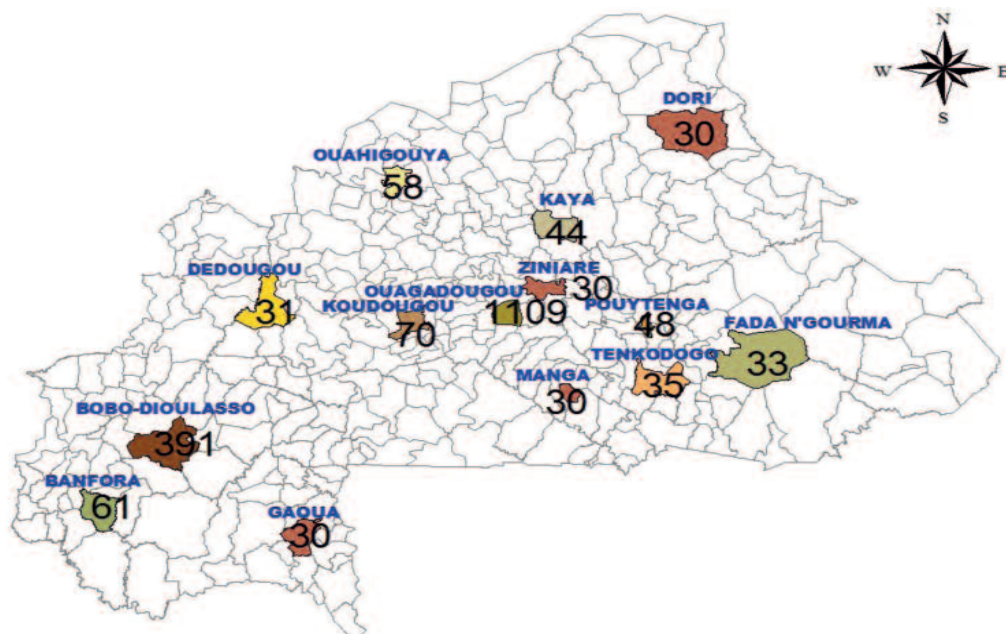 N
W E
S
DORI
30
OUAHIGOUYA
58
KAYA
44
ZINIARE
30
DEDOUGOU
31
OUAGADOUGOU
1109
KOUDOUGOU
70
POUYTENGA
48
FADA N'GOURMA
33
TENKODOGO
35
MANGA
30
BOBO-DIOULASSO
391
BANFORA
61
GAOUA
30